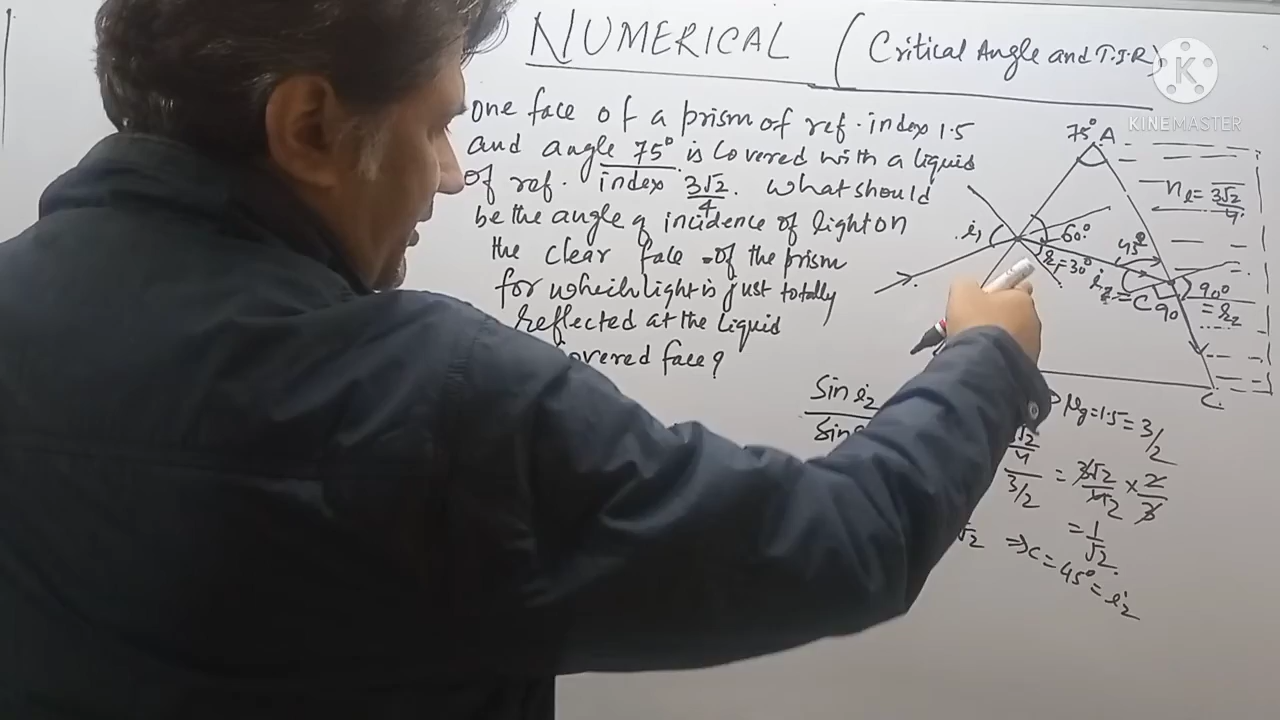 NUMERICAL (Critical Angle and T.I.R)
KINEMASTER
One face of a prism of ref. index 1.5
and angle 75° is covered with a liquid
of ref. index 3√2/4. What should
be the angle of incidence of light on
the clear face of the prism
for which light is just totally
reflected at the liquid
overed face?
75° A
n_l = 3√2/4
i₁
60°
r₁=30°
45°
i₂=C
90
90°
= r₂
C
Sin i₂
Sin
μg=1.5=3/2
√2/4
3/2
= 3√2/4 2 × 2/3
= 1/√2.
√2 ⇒ C = 45° = i₂